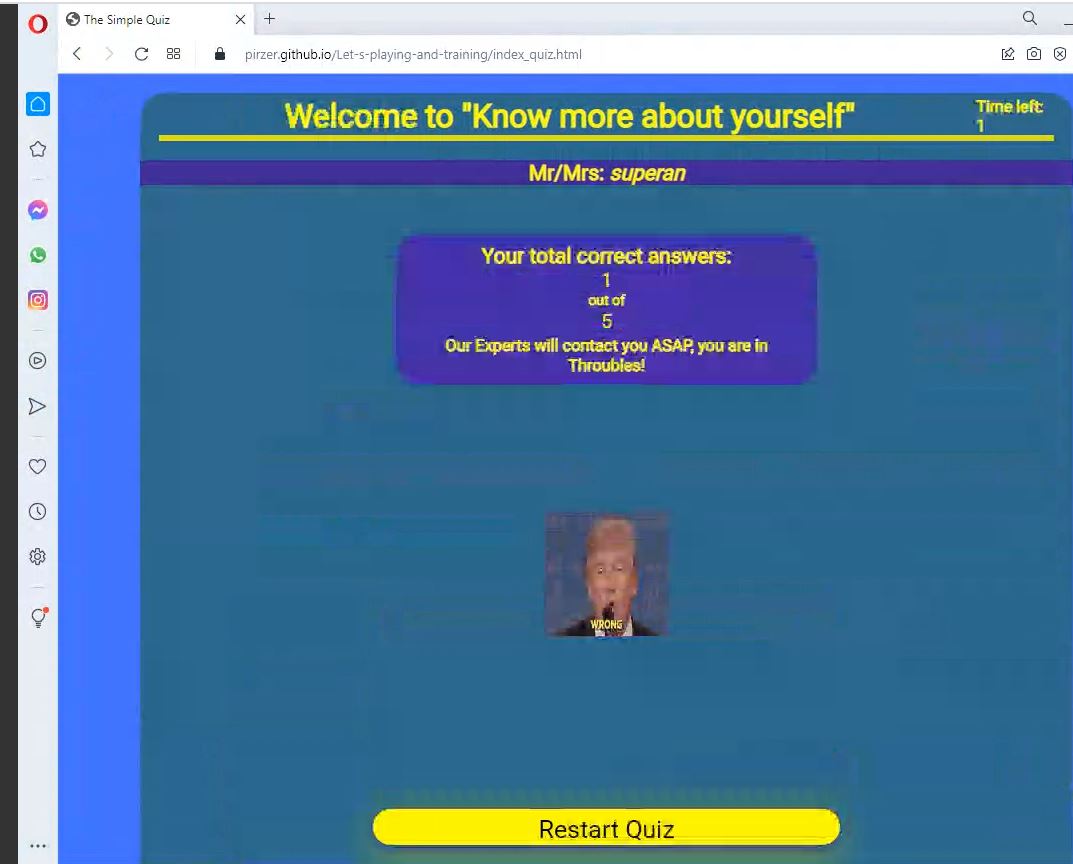 The Simple Quiz
pirzer.github.io/Let-s-playing-and-training/index_quiz.html
Welcome to "Know more about yourself"
Time left:
1
Mr/Mrs: superan
Your total correct answers:
1
out of
5
Our Experts will contact you ASAP, you are in
Throubles!
WRONG
Restart Quiz